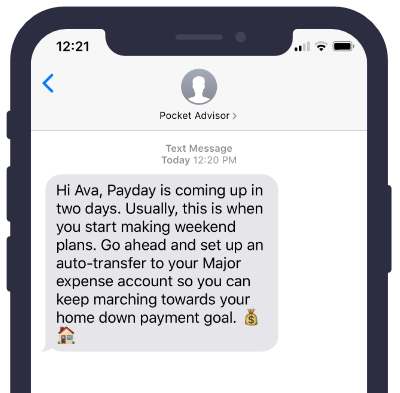 12:21
Pocket Advisor >
Text Message
Today 12:20 PM
Hi Ava, Payday is coming up in
two days. Usually, this is when
you start making weekend
plans. Go ahead and set up an
auto-transfer to your Major
expense account so you can
keep marching towards your
home down payment goal. 💰
🏠